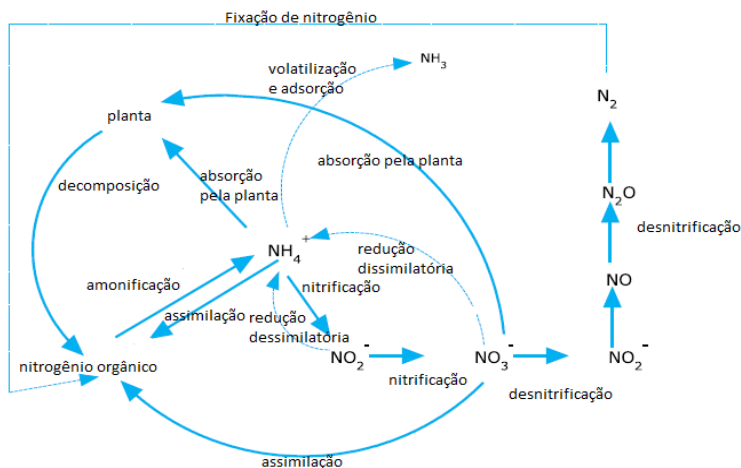 Fixação de nitrogênio
volatilização
e adsorção
NH₃
N₂
planta
absorção pela planta
decomposição
absorção
pela planta
N₂O
desnitrificação
NH₄⁺
redução
dissimilatória
amonificação
nitrificação
NO
assimilação
redução
dessimilatória
nitrogênio orgânico
NO₂⁻
NO₃⁻
NO₂⁻
nitrificação
desnitrificação
assimilação